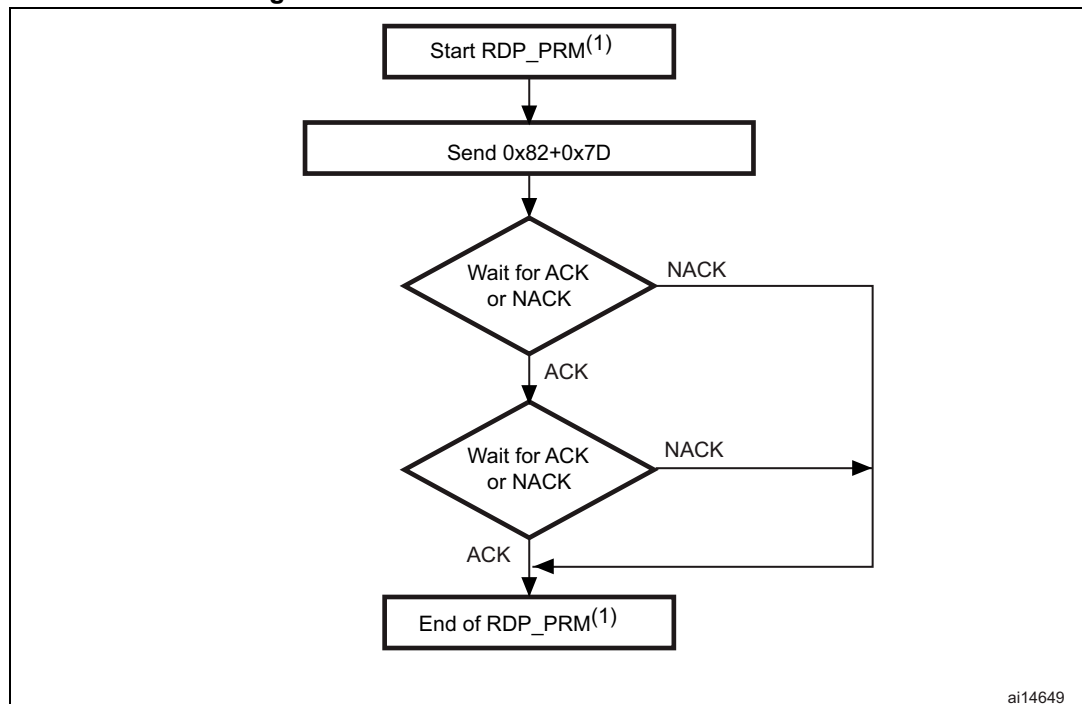 Start RDP_PRM(1)
Send 0x82+0x7D
Wait for ACK
or NACK
NACK
ACK
Wait for ACK
or NACK
NACK
ACK
End of RDP_PRM(1)
ai14649